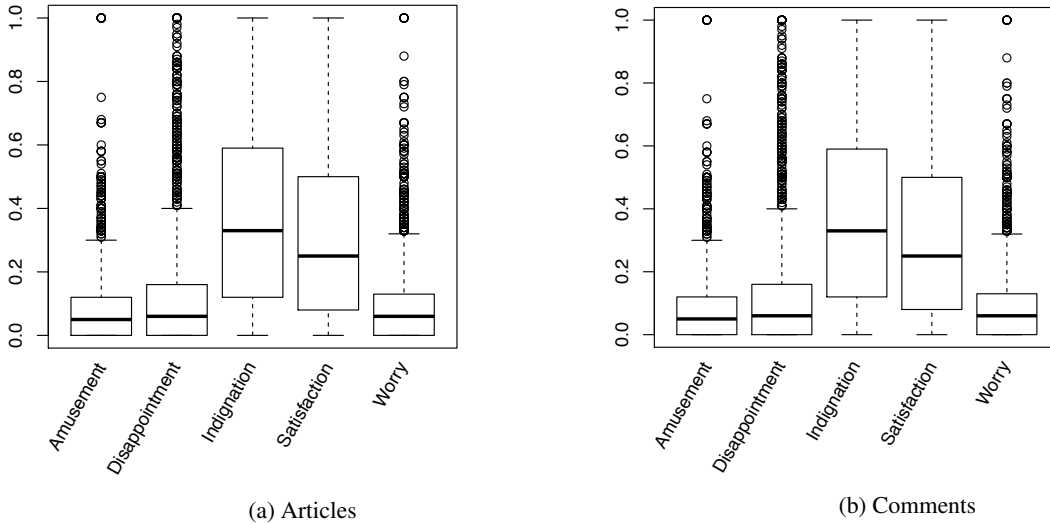 1.0
0.8
0.6
0.4
0.2
0.0
Amusement
Disappointment
Indignation
Satisfaction
Worry
(a) Articles
1.0
0.8
0.6
0.4
0.2
0.0
Amusement
Disappointment
Indignation
Satisfaction
Worry
(b) Comments